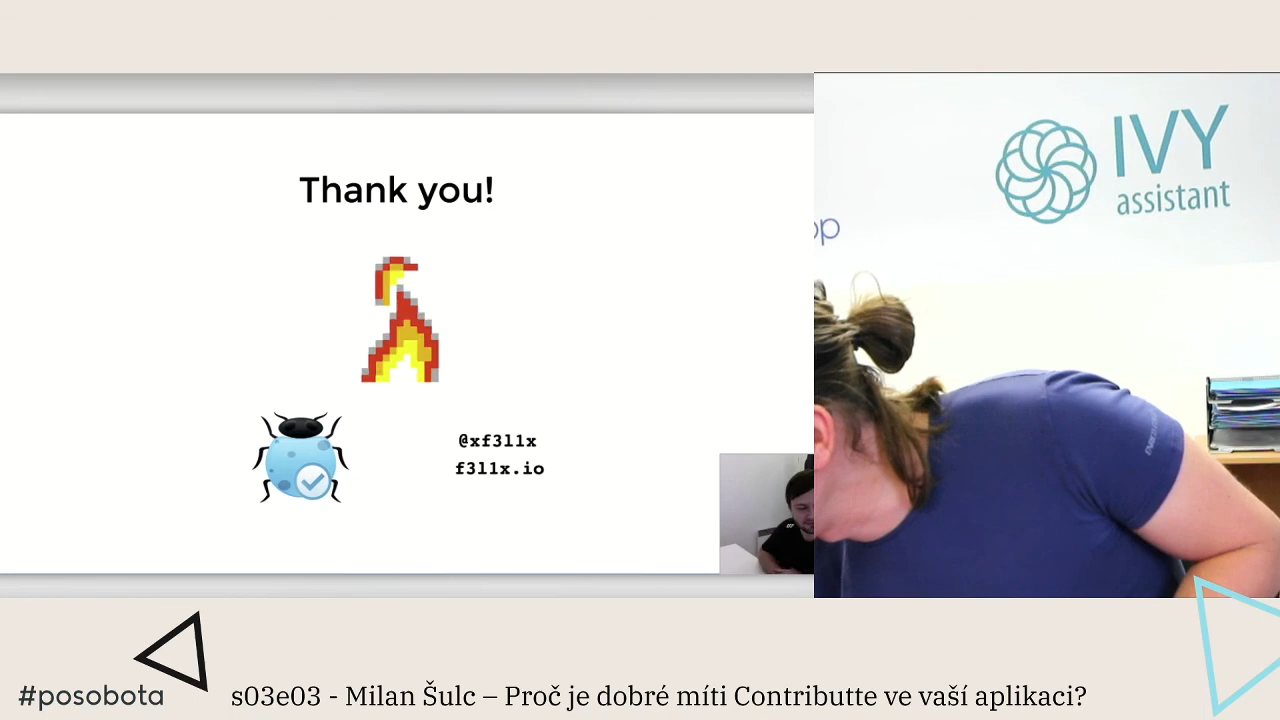 Thank you!
@xf3l1x
f3l1x.io
IVY
assistant
op
#posobota
s03e03 - Milan Šulc – Proč je dobré míti Contributte ve vaší aplikaci?